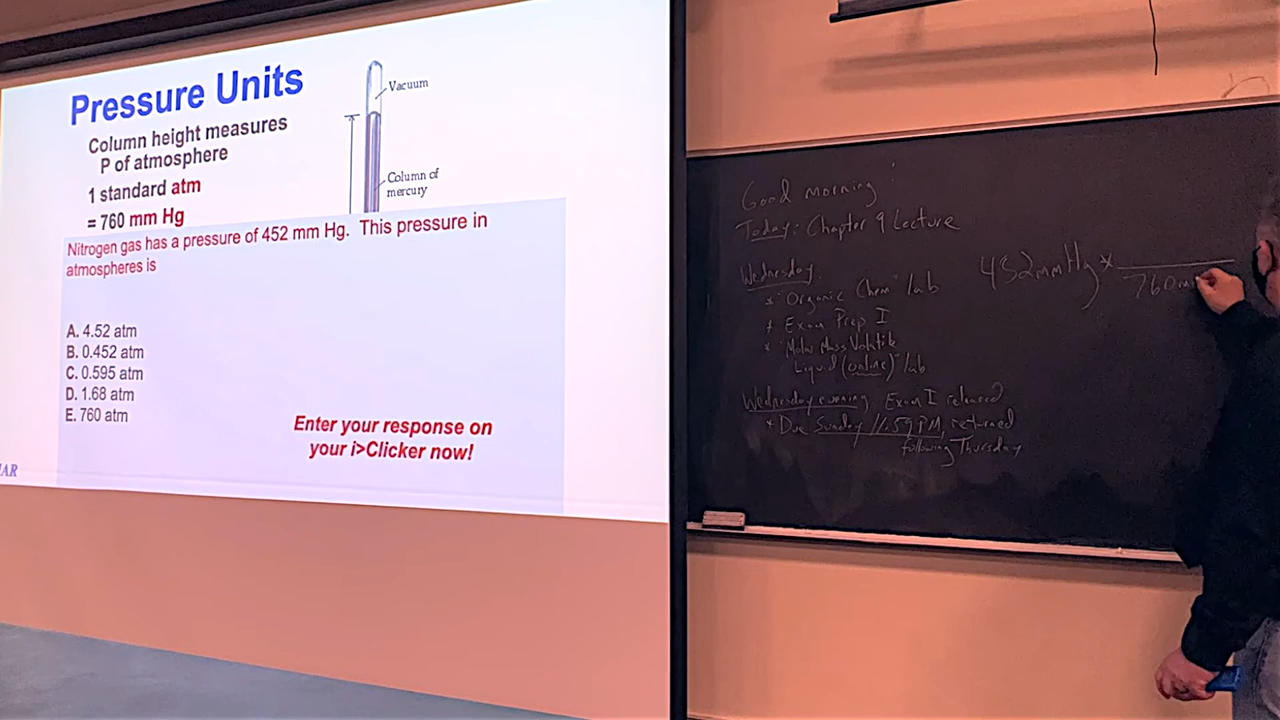 Pressure Units
Column height measures
P of atmosphere
1 standard atm
= 760 mm Hg
Vacuum
Column of
mercury
Nitrogen gas has a pressure of 452 mm Hg. This pressure in
atmospheres is
A. 4.52 atm
B. 0.452 atm
C. 0.595 atm
D. 1.68 atm
E. 760 atm
Enter your response on
your i>Clicker now!
Good morning!
Today: Chapter 9 Lecture
Wednesday
* "Organic Chem" lab
* Exam Prep I
* "Molar Mass Volatile
Liquid (online)" lab
Wednesday evening Exam I released
* Due Sunday 11:59 PM, returned
following Thursday
452 mm Hg *
760 m